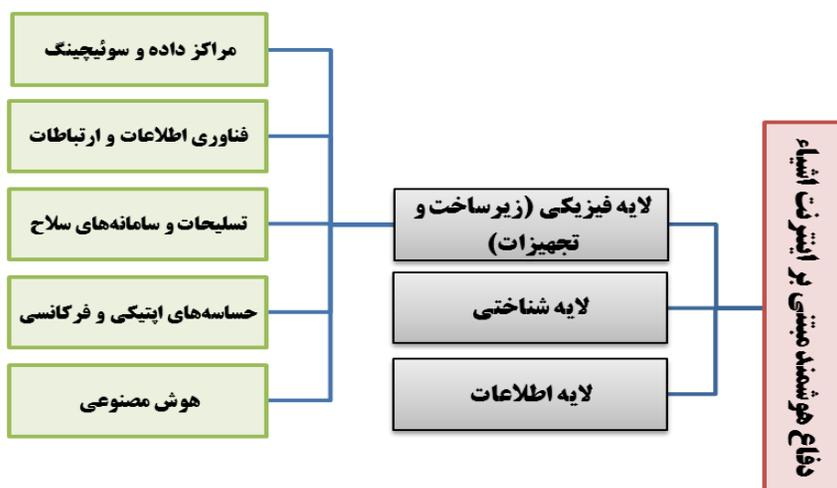 دفاع هوشمند مبتنی بر اینترنت اشیاء
لایه فیزیکی (زیرساخت و
تجهیزات)
لایه شناختی
لایه اطلاعات
مراکز داده و سوئیچینگ
فناوری اطلاعات و ارتباطات
تسلیحات و سامانه‌های سلاح
حساسه‌های اپتیکی و فرکانسی
هوش مصنوعی